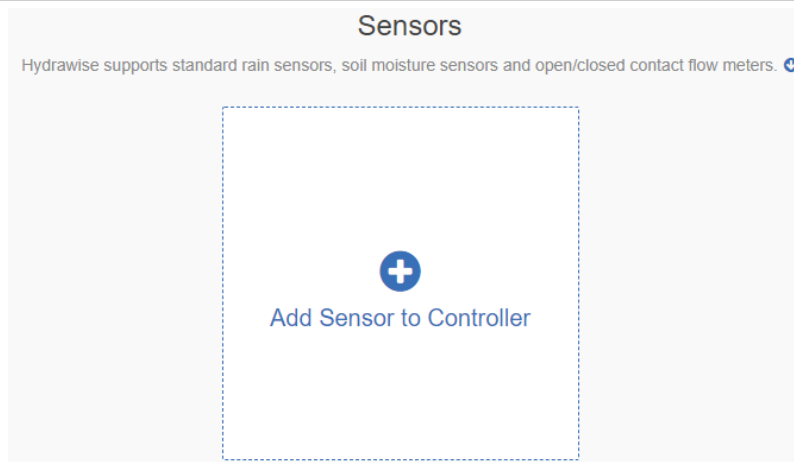 Sensors
Hydrawise supports standard rain sensors, soil moisture sensors and open/closed contact flow meters.
Add Sensor to Controller